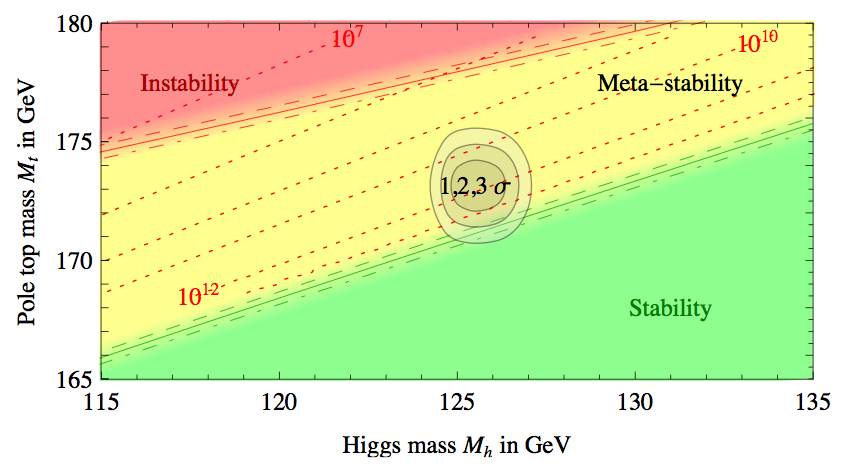 180
10^7
10^10
Instability
Meta−stability
175
Pole top mass M_t in GeV
1,2,3 σ
170
10^12
Stability
165
115 120 125 130 135
Higgs mass M_h in GeV